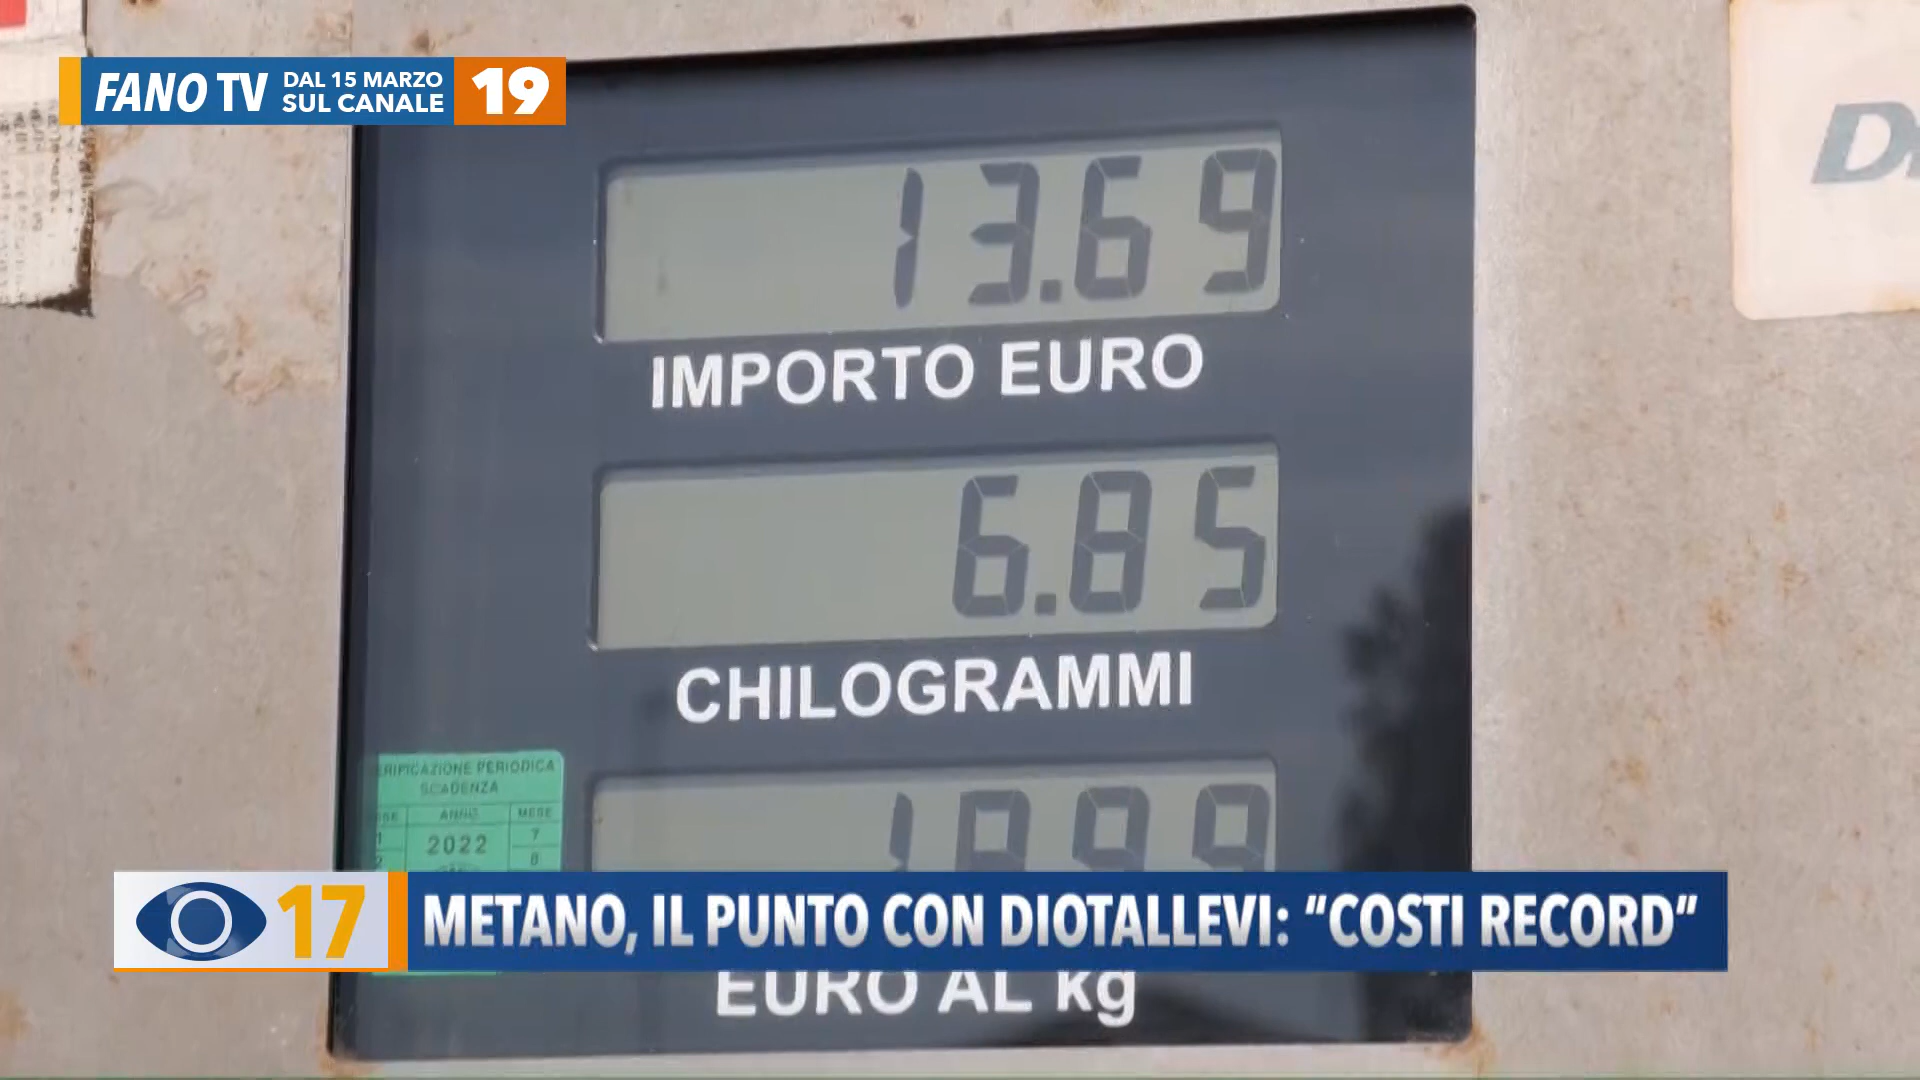 FANO TV
DAL 15 MARZO
SUL CANALE
19
13.69
IMPORTO EURO
6.85
CHILOGRAMMI
PERIODICA
SCADENZA
ANNO
MESE
2022
7
8
17
METANO, IL PUNTO CON DIOTALLEVI: “COSTI RECORD”
EURO AL kg